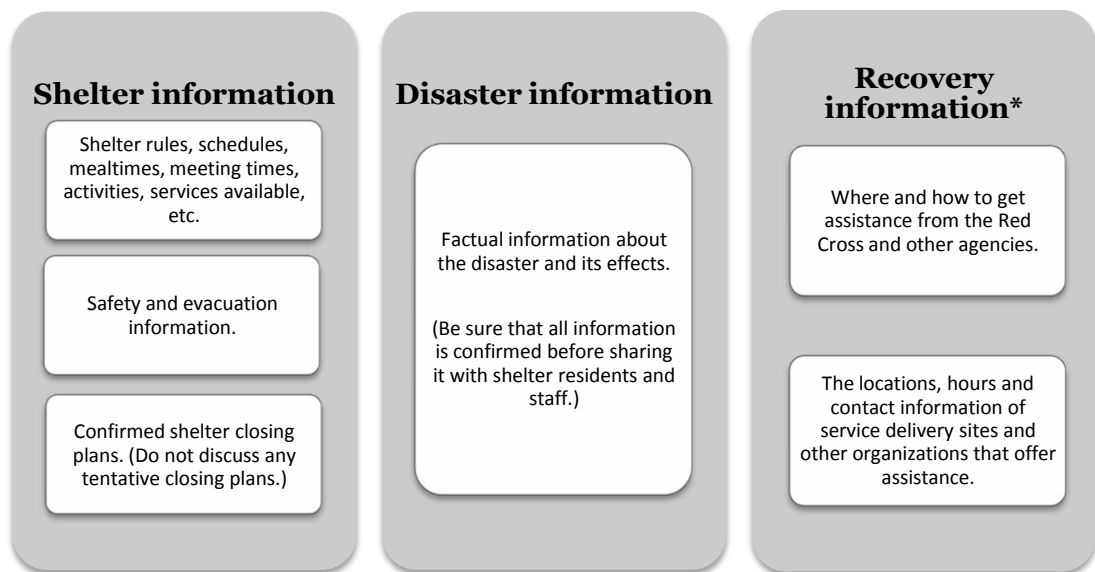 Shelter information
Shelter rules, schedules,
mealtimes, meeting times,
activities, services available,
etc.
Safety and evacuation
information.
Confirmed shelter closing
plans. (Do not discuss any
tentative closing plans.)
Disaster information
Factual information about
the disaster and its effects.
(Be sure that all information
is confirmed before sharing
it with shelter residents and
staff.)
Recovery
information*
Where and how to get
assistance from the Red
Cross and other agencies.
The locations, hours and
contact information of
service delivery sites and
other organizations that offer
assistance.